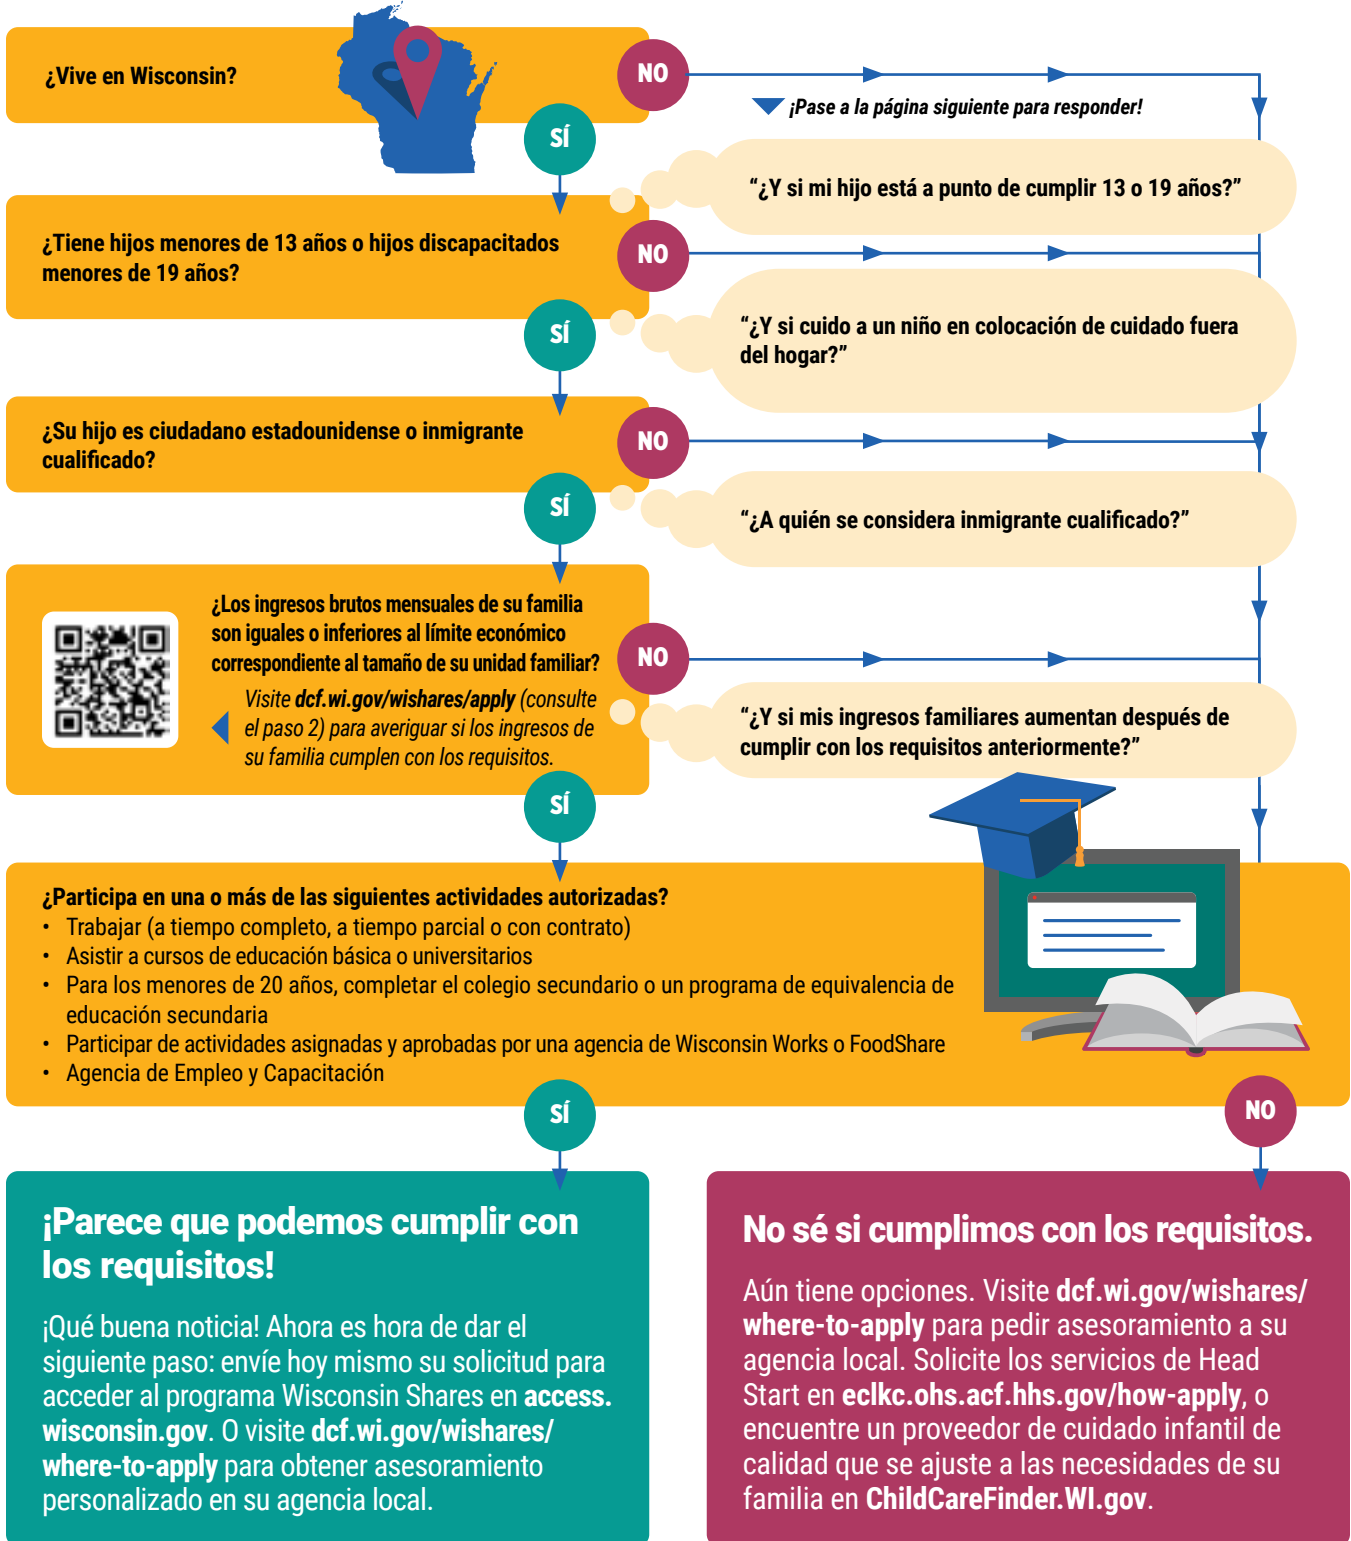 ¿Vive en Wisconsin?
NO
¡Pase a la página siguiente para responder!
SÍ
“¿Y si mi hijo está a punto de cumplir 13 o 19 años?”
¿Tiene hijos menores de 13 años o hijos discapacitados
menores de 19 años?
NO
SÍ
“¿Y si cuido a un niño en colocación de cuidado fuera
del hogar?”
¿Su hijo es ciudadano estadounidense o inmigrante
cualificado?
NO
SÍ
“¿A quién se considera inmigrante cualificado?”
¿Los ingresos brutos mensuales de su familia
son iguales o inferiores al límite económico
correspondiente al tamaño de su unidad familiar?
Visite dcf.wi.gov/wishares/apply (consulte
el paso 2) para averiguar si los ingresos de
su familia cumplen con los requisitos.
NO
SÍ
“¿Y si mis ingresos familiares aumentan después de
cumplir con los requisitos anteriormente?”
¿Participa en una o más de las siguientes actividades autorizadas?
• Trabajar (a tiempo completo, a tiempo parcial o con contrato)
• Asistir a cursos de educación básica o universitarios
• Para los menores de 20 años, completar el colegio secundario o un programa de equivalencia de
educación secundaria
• Participar de actividades asignadas y aprobadas por una agencia de Wisconsin Works o FoodShare
• Agencia de Empleo y Capacitación
SÍ
NO
¡Parece que podemos cumplir con
los requisitos!
¡Qué buena noticia! Ahora es hora de dar el
siguiente paso: envíe hoy mismo su solicitud para
acceder al programa Wisconsin Shares en access.
wisconsin.gov. O visite dcf.wi.gov/wishares/
where-to-apply para obtener asesoramiento
personalizado en su agencia local.
No sé si cumplimos con los requisitos.
Aún tiene opciones. Visite dcf.wi.gov/wishares/
where-to-apply para pedir asesoramiento a su
agencia local. Solicite los servicios de Head
Start en eclkc.ohs.acf.hhs.gov/how-apply, o
encuentre un proveedor de cuidado infantil de
calidad que se ajuste a las necesidades de su
familia en ChildCareFinder.WI.gov.